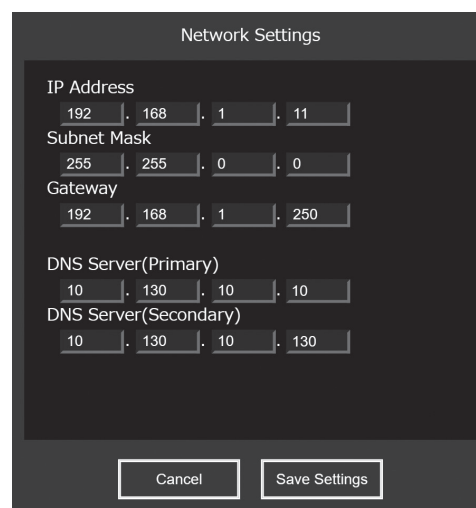 Network Settings
IP Address
192 . 168 . 1 . 11
Subnet Mask
255 . 255 . 0 . 0
Gateway
192 . 168 . 1 . 250
DNS Server(Primary)
10 . 130 . 10 . 10
DNS Server(Secondary)
10 . 130 . 10 . 130
Cancel Save Settings